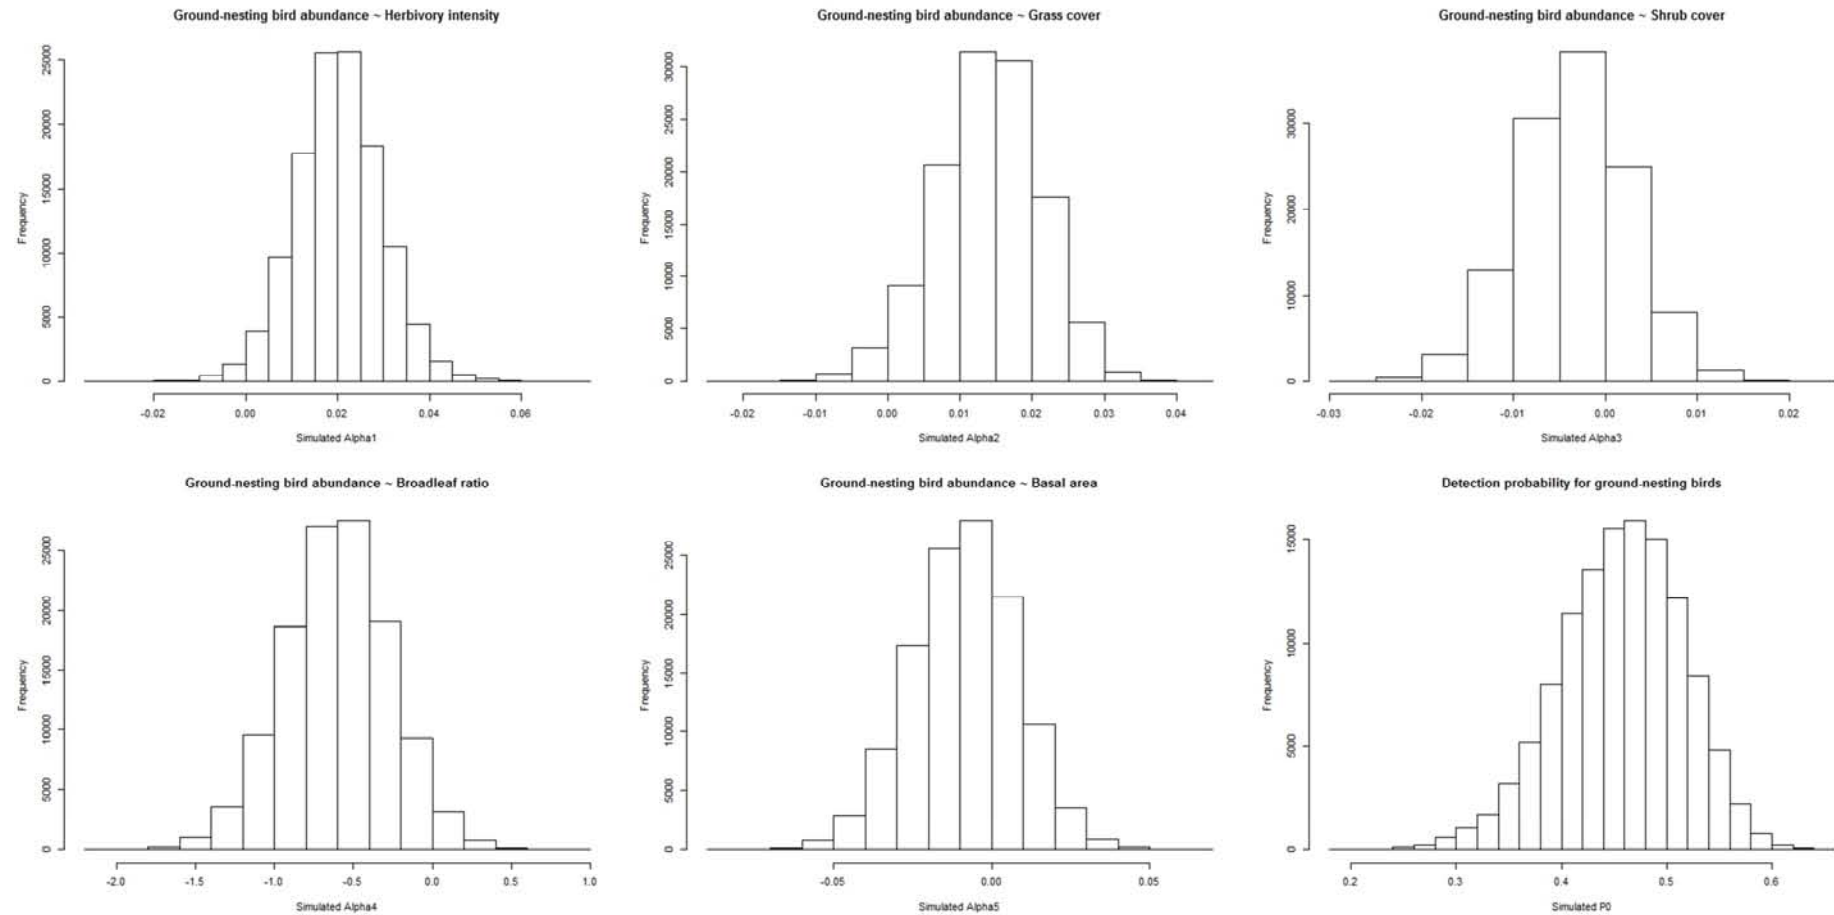 Ground-nesting bird abundance ~ Herbivory intensity
Frequency
0
5000
10000
15000
20000
25000
-0.02 0.00 0.02 0.04 0.06
Simulated Alpha1
Ground-nesting bird abundance ~ Grass cover
Frequency
0
5000
10000
15000
20000
25000
30000
-0.02 -0.01 0.00 0.01 0.02 0.03 0.04
Simulated Alpha2
Ground-nesting bird abundance ~ Shrub cover
Frequency
0
10000
20000
30000
-0.03 -0.02 -0.01 0.00 0.01 0.02
Simulated Alpha3
Ground-nesting bird abundance ~ Broadleaf ratio
Frequency
0
5000
10000
15000
20000
25000
-2.0 -1.5 -1.0 -0.5 0.0 0.5 1.0
Simulated Alpha4
Ground-nesting bird abundance ~ Basal area
Frequency
0
5000
10000
15000
20000
25000
-0.05 0.00 0.05
Simulated Alpha5
Detection probability for ground-nesting birds
Frequency
0
5000
10000
15000
0.2 0.3 0.4 0.5 0.6
Simulated P0